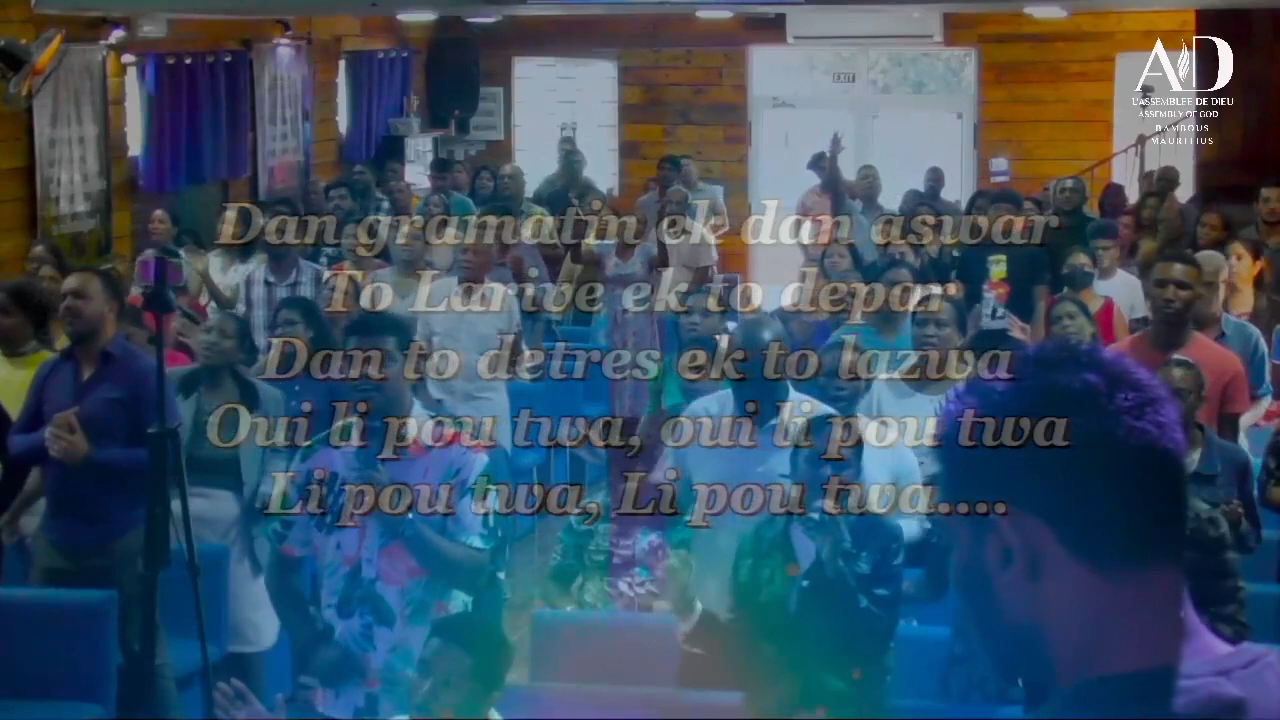 EXIT
AD
L'ASSEMBLEE DE DIEU
ASSEMBLY OF GOD
BAMBOUS
MAURITIUS
Dan gramatin ek dan aswar
To Larive ek to depar
Dan to detres ek to lazwa
Oui li pou twa, oui li pou twa
Li pou twa, Li pou twa....